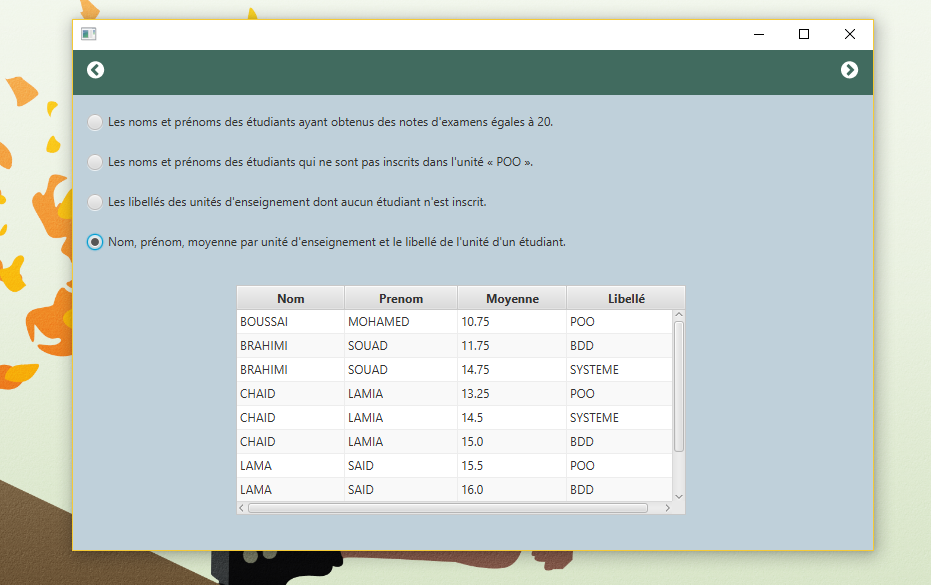 Les noms et prénoms des étudiants ayant obtenus des notes d'examens égales à 20.
Les noms et prénoms des étudiants qui ne sont pas inscrits dans l'unité « POO ».
Les libellés des unités d'enseignement dont aucun étudiant n'est inscrit.
Nom, prénom, moyenne par unité d'enseignement et le libellé de l'unité d'un étudiant.
Nom Prenom Moyenne Libellé
BOUSSAI MOHAMED 10.75 POO
BRAHIMI SOUAD 11.75 BDD
BRAHIMI SOUAD 14.75 SYSTEME
CHAID LAMIA 13.25 POO
CHAID LAMIA 14.5 SYSTEME
CHAID LAMIA 15.0 BDD
LAMA SAID 15.5 POO
LAMA SAID 16.0 BDD